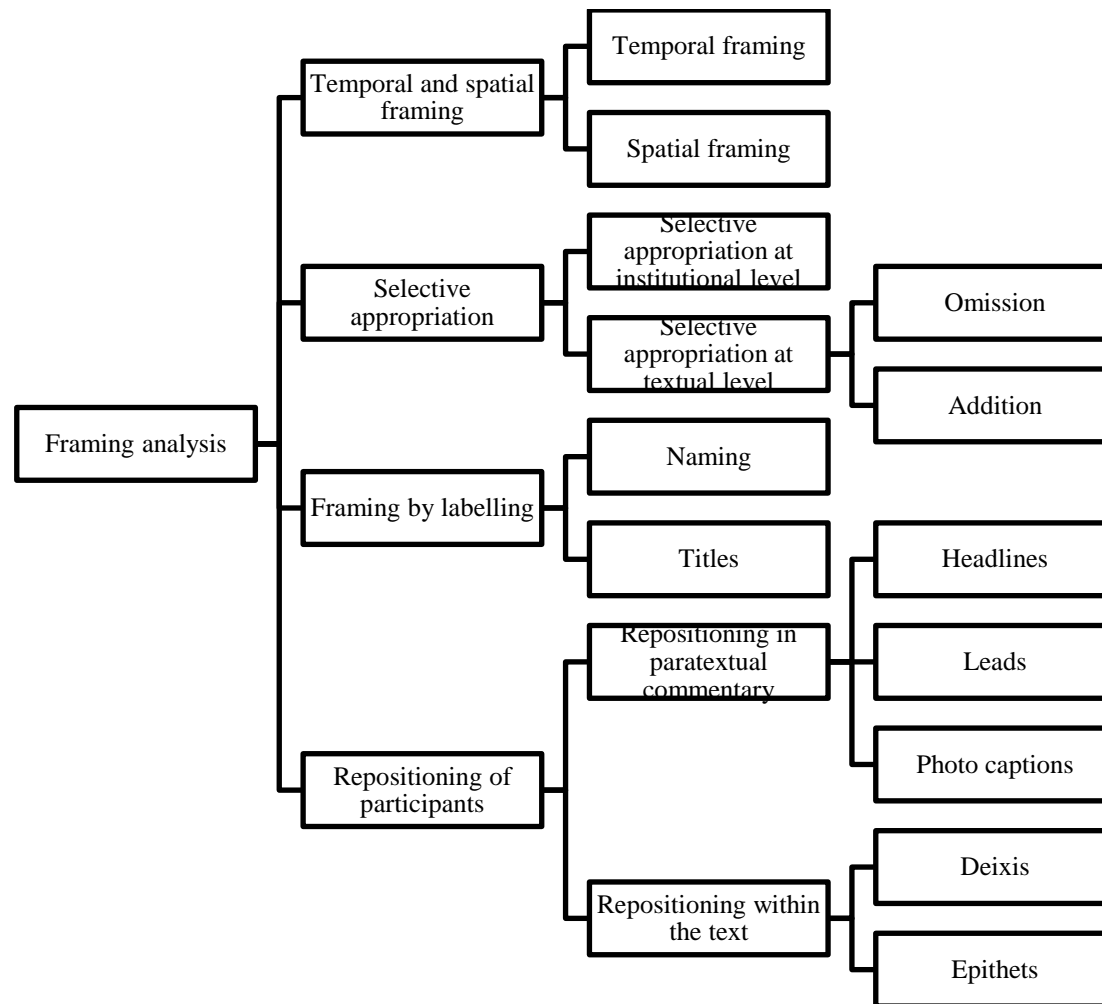 Framing analysis
Temporal and spatial
framing
Temporal framing
Spatial framing
Selective
appropriation
Selective
appropriation at
institutional level
Selective
appropriation at
textual level
Omission
Addition
Framing by labelling
Naming
Titles
Repositioning of
participants
Repositioning in
paratextual
commentary
Headlines
Leads
Photo captions
Repositioning within
the text
Deixis
Epithets